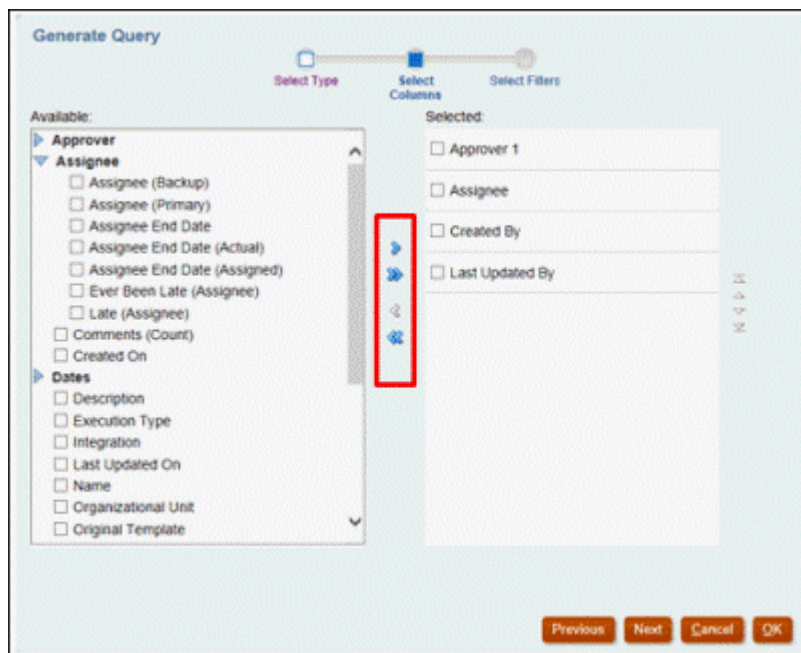 Generate Query
Select Type
Select Columns
Select Filters
Available:
Approver
Assignee
Assignee (Backup)
Assignee (Primary)
Assignee End Date
Assignee End Date (Actual)
Assignee End Date (Assigned)
Ever Been Late (Assignee)
Late (Assignee)
Comments (Count)
Created On
Dates
Description
Execution Type
Integration
Last Updated On
Name
Organizational Unit
Original Template
Selected:
Approver 1
Assignee
Created By
Last Updated By
Previous
Next
Cancel
OK